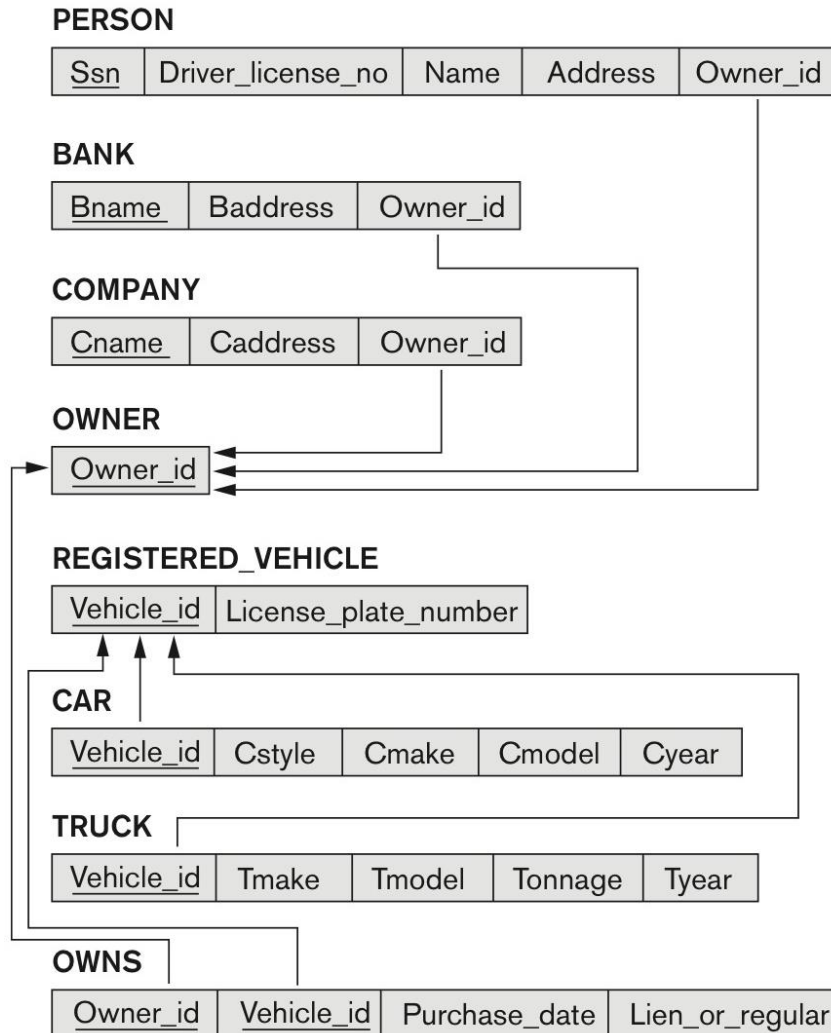 PERSON
Ssn Driver_license_no Name Address Owner_id
BANK
Bname Baddress Owner_id
COMPANY
Cname Caddress Owner_id
OWNER
Owner_id
REGISTERED_VEHICLE
Vehicle_id License_plate_number
CAR
Vehicle_id Cstyle Cmake Cmodel Cyear
TRUCK
Vehicle_id Tmake Tmodel Tonnage Tyear
OWNS
Owner_id Vehicle_id Purchase_date Lien_or_regular